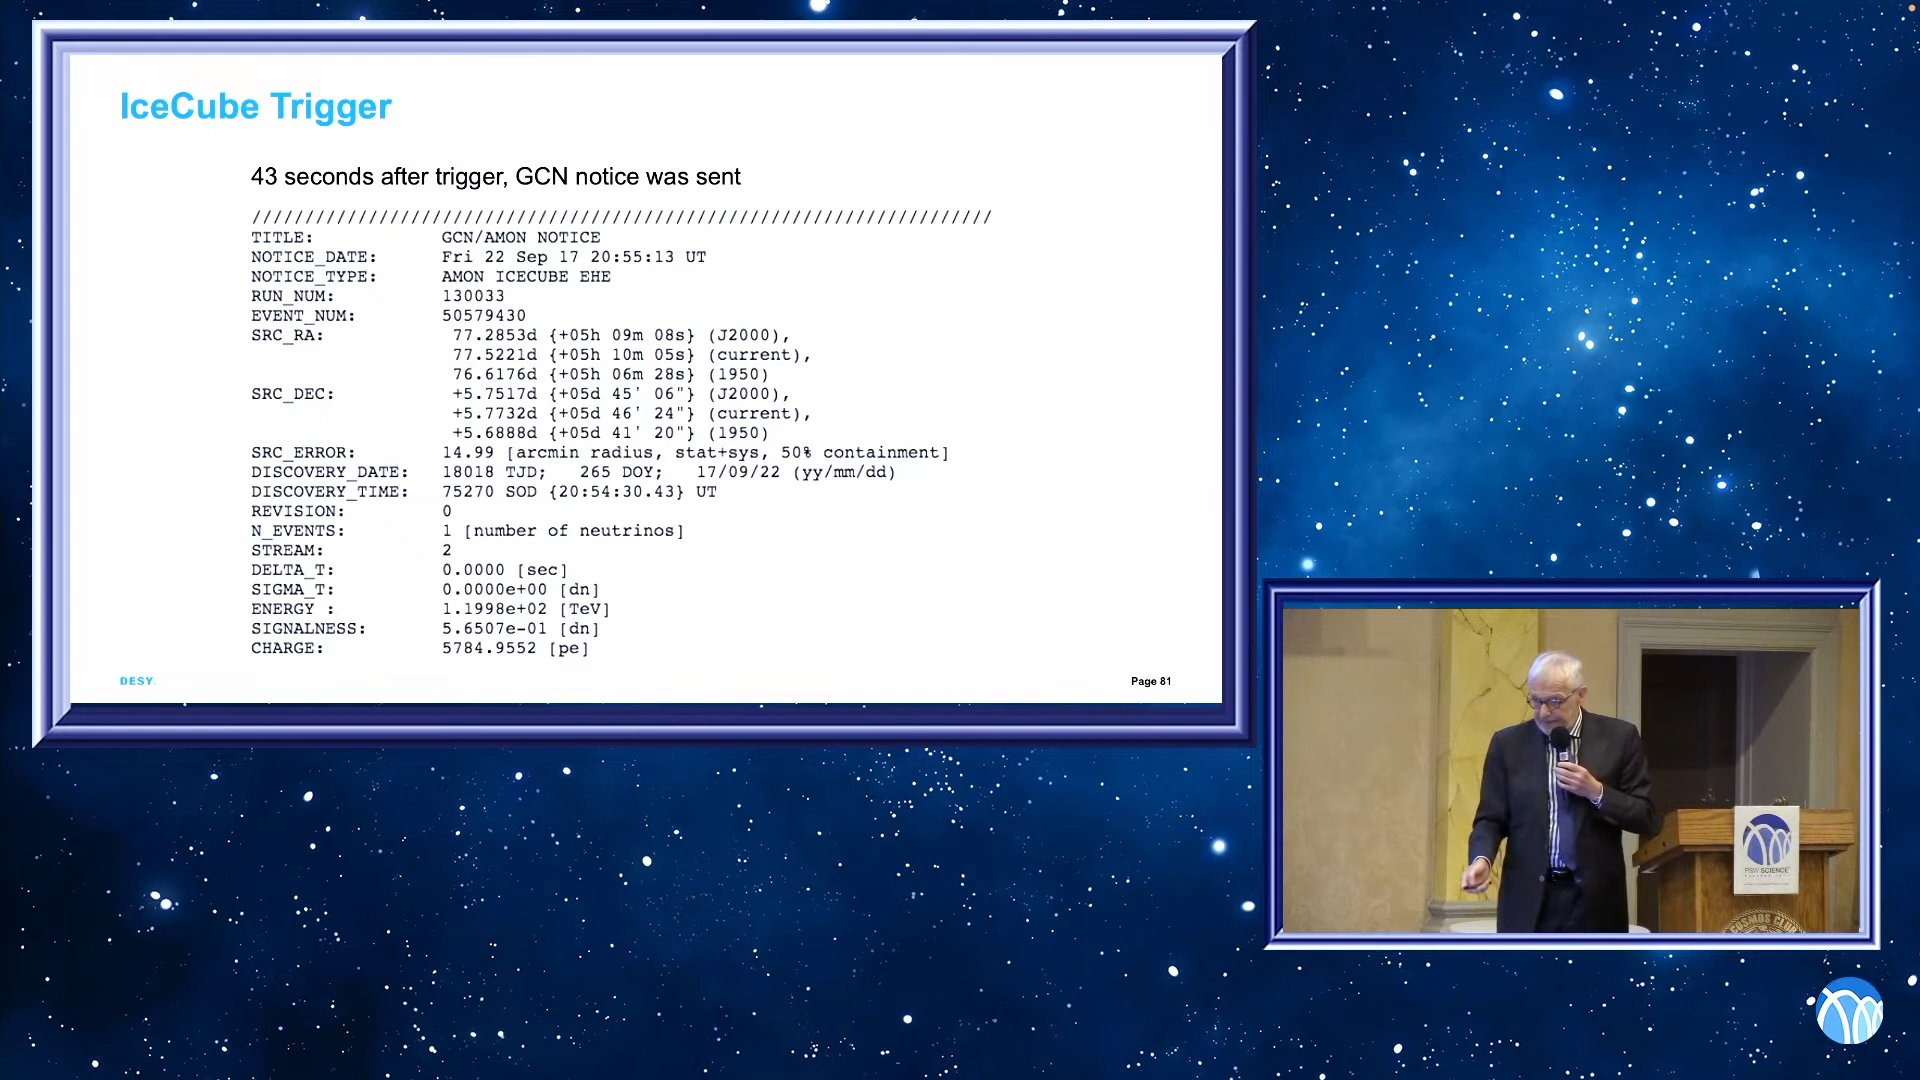 IceCube Trigger
43 seconds after trigger, GCN notice was sent
//////////////////////////////////////////////////////////////////////
TITLE: GCN/AMON NOTICE
NOTICE_DATE: Fri 22 Sep 17 20:55:13 UT
NOTICE_TYPE: AMON ICECUBE EHE
RUN_NUM: 130033
EVENT_NUM: 50579430
SRC_RA: 77.2853d {+05h 09m 08s} (J2000),
77.5221d {+05h 10m 05s} (current),
76.6176d {+05h 06m 28s} (1950)
SRC_DEC: +5.7517d {+05d 45' 06"} (J2000),
+5.7732d {+05d 46' 24"} (current),
+5.6888d {+05d 41' 20"} (1950)
SRC_ERROR: 14.99 [arcmin radius, stat+sys, 50% containment]
DISCOVERY_DATE: 18018 TJD; 265 DOY; 17/09/22 (yy/mm/dd)
DISCOVERY_TIME: 75270 SOD {20:54:30.43} UT
REVISION: 0
N_EVENTS: 1 [number of neutrinos]
STREAM: 2
DELTA_T: 0.0000 [sec]
SIGMA_T: 0.0000e+00 [dn]
ENERGY : 1.1998e+02 [TeV]
SIGNALNESS: 5.6507e-01 [dn]
CHARGE: 5784.9552 [pe]
DESY.
Page 81
PSW SCIENCE
COSMOS CLUB